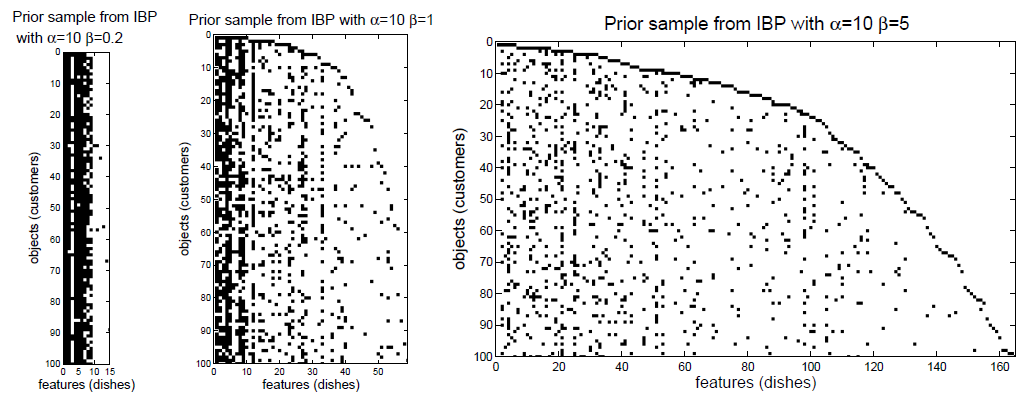 Prior sample from IBP
with α=10 β=0.2
0
10
20
30
40
50
60
70
80
90
100
objects (customers)
0 5 10 15
features (dishes)
Prior sample from IBP with α=10 β=1
0
10
20
30
40
50
60
70
80
90
100
objects (customers)
0 10 20 30 40 50
features (dishes)
Prior sample from IBP with α=10 β=5
0
10
20
30
40
50
60
70
80
90
100
objects (customers)
0 20 40 60 80 100 120 140 160
features (dishes)